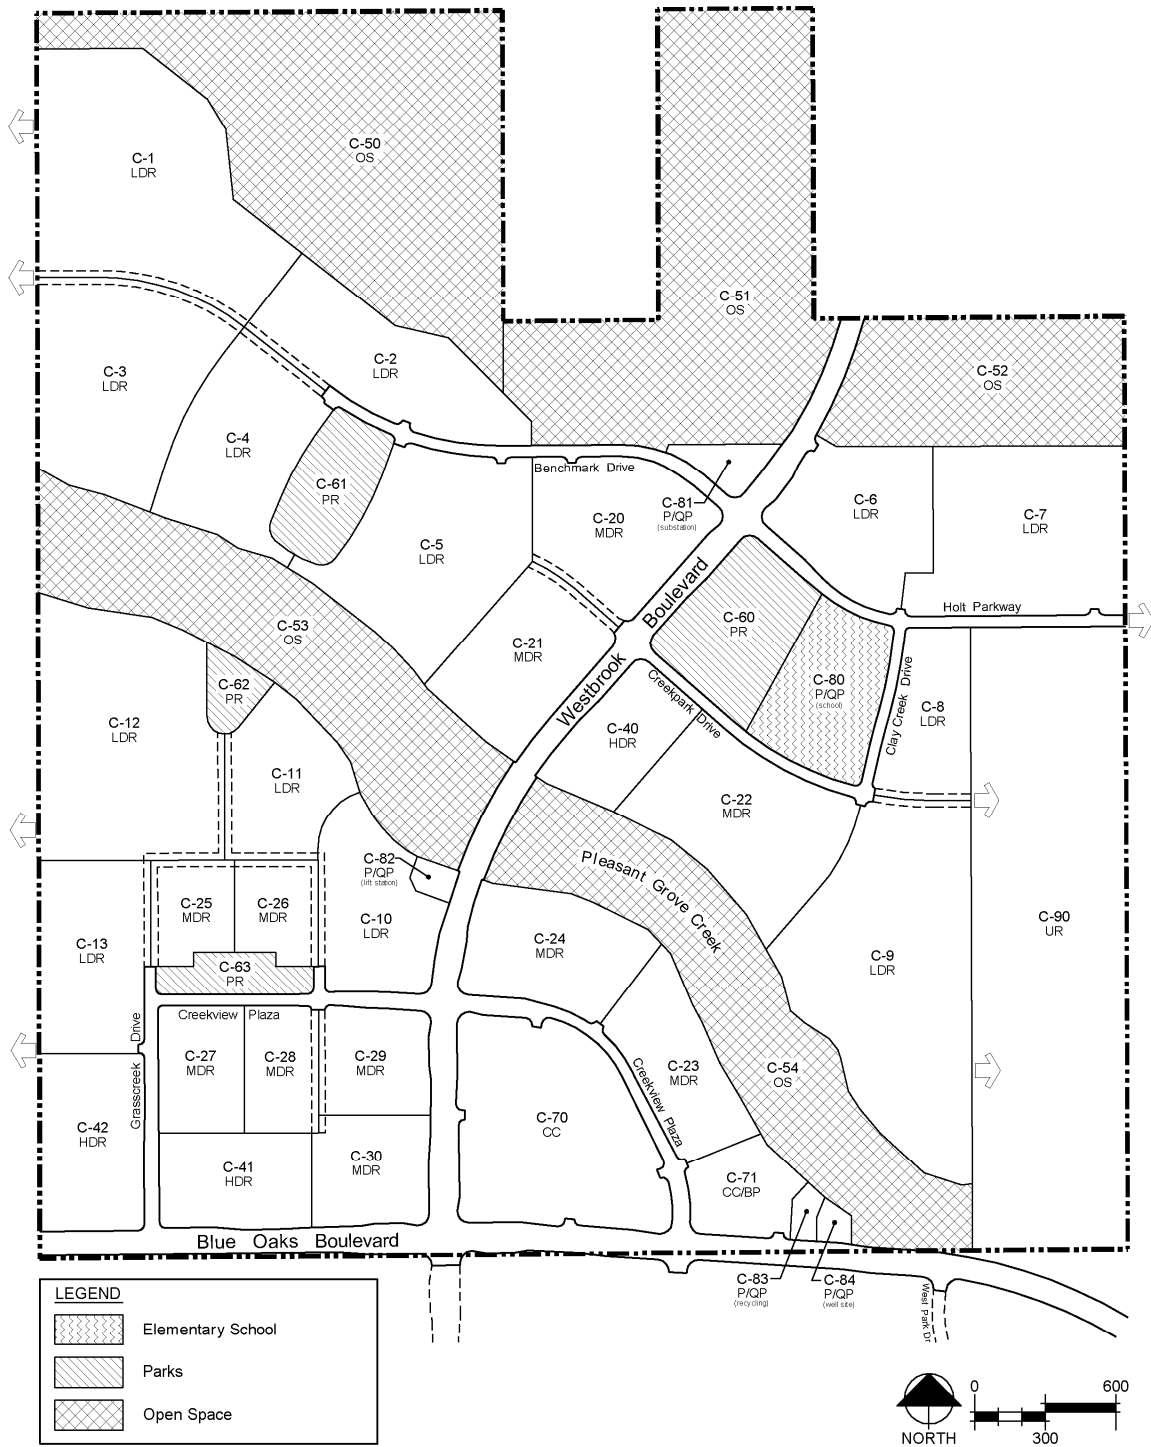 C-50
OS
C-1
LDR
C-51
OS
C-2
LDR
C-3
LDR
C-52
OS
C-4
LDR
C-61
PR
Benchmark Drive
C-81
P/QP
(substation)
C-6
LDR
C-7
LDR
C-20
MDR
C-5
LDR
Holt Parkway
C-53
OS
C-60
PR
C-21
MDR
Westbrook Boulevard
C-80
P/QP
(school)
C-62
PR
Creekpark Drive
Clay Creek Drive
C-8
LDR
C-12
LDR
C-40
HDR
C-11
LDR
C-22
MDR
C-82
P/QP
(lift station)
Pleasant Grove Creek
C-25
MDR
C-26
MDR
C-10
LDR
C-90
UR
C-13
LDR
C-24
MDR
C-9
LDR
C-63
PR
Creekview Plaza
Grasscreek Drive
C-27
MDR
C-28
MDR
C-29
MDR
C-23
MDR
Creekview Plaza
C-54
OS
C-42
HDR
C-70
CC
C-41
HDR
C-30
MDR
C-71
CC/BP
Blue Oaks Boulevard
C-83
P/QP
(recycling)
C-84
P/QP
(well site)
West Park Dr
LEGEND
Elementary School
Parks
Open Space
NORTH
0
600
300